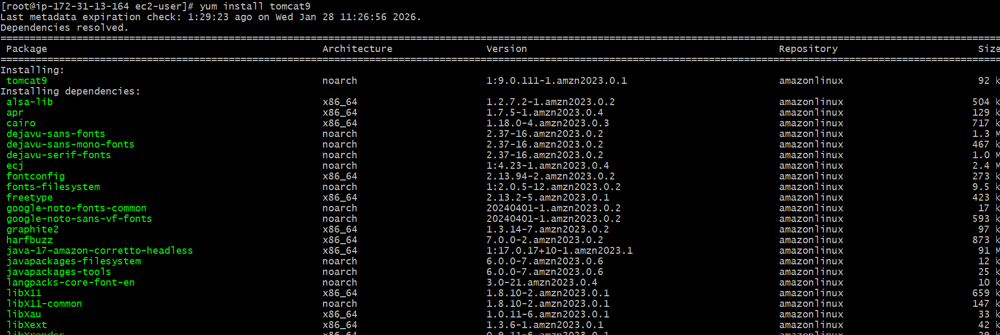 [root@ip-172-31-13-164 ec2-user]# yum install tomcat9
Last metadata expiration check: 1:29:23 ago on Wed Jan 28 11:26:56 2026.
Dependencies resolved.
Package Architecture Version Repository Size
Installing:
tomcat9 noarch 1:9.0.111-1.amzn2023.0.1 amazonlinux 92 k
Installing dependencies:
alsa-lib x86_64 1.2.7.2-1.amzn2023.0.2 amazonlinux 504 k
apr x86_64 1.7.5-1.amzn2023.0.4 amazonlinux 129 k
cairo x86_64 1.18.0-4.amzn2023.0.3 amazonlinux 717 k
dejavu-sans-fonts noarch 2.37-16.amzn2023.0.2 amazonlinux 1.3 M
dejavu-sans-mono-fonts noarch 2.37-16.amzn2023.0.2 amazonlinux 467 k
dejavu-serif-fonts noarch 2.37-16.amzn2023.0.2 amazonlinux 1.0 M
ecj noarch 1:4.23-1.amzn2023.0.4 amazonlinux 2.4 M
fontconfig x86_64 2.13.94-2.amzn2023.0.2 amazonlinux 273 k
fonts-filesystem noarch 1:2.0.5-12.amzn2023.0.2 amazonlinux 9.5 k
freetype x86_64 2.13.2-5.amzn2023.0.1 amazonlinux 423 k
google-noto-fonts-common noarch 20240401-1.amzn2023.0.2 amazonlinux 17 k
google-noto-sans-vf-fonts noarch 20240401-1.amzn2023.0.2 amazonlinux 593 k
graphite2 x86_64 1.3.14-7.amzn2023.0.2 amazonlinux 97 k
harfbuzz x86_64 7.0.0-2.amzn2023.0.2 amazonlinux 873 k
java-17-amazon-corretto-headless x86_64 1:17.0.17+10-1.amzn2023.1 amazonlinux 91 M
javapackages-filesystem noarch 6.0.0-7.amzn2023.0.6 amazonlinux 12 k
javapackages-tools noarch 6.0.0-7.amzn2023.0.6 amazonlinux 25 k
langpacks-core-font-en noarch 3.0-21.amzn2023.0.4 amazonlinux 10 k
libX11 x86_64 1.8.10-2.amzn2023.0.1 amazonlinux 659 k
libX11-common noarch 1.8.10-2.amzn2023.0.1 amazonlinux 147 k
libXau x86_64 1.0.11-6.amzn2023.0.1 amazonlinux 33 k
libXext x86_64 1.3.6-1.amzn2023.0.1 amazonlinux 42 k
libXrender x86_64 0.9.11-6.amzn2023.0.1 amazonlinux